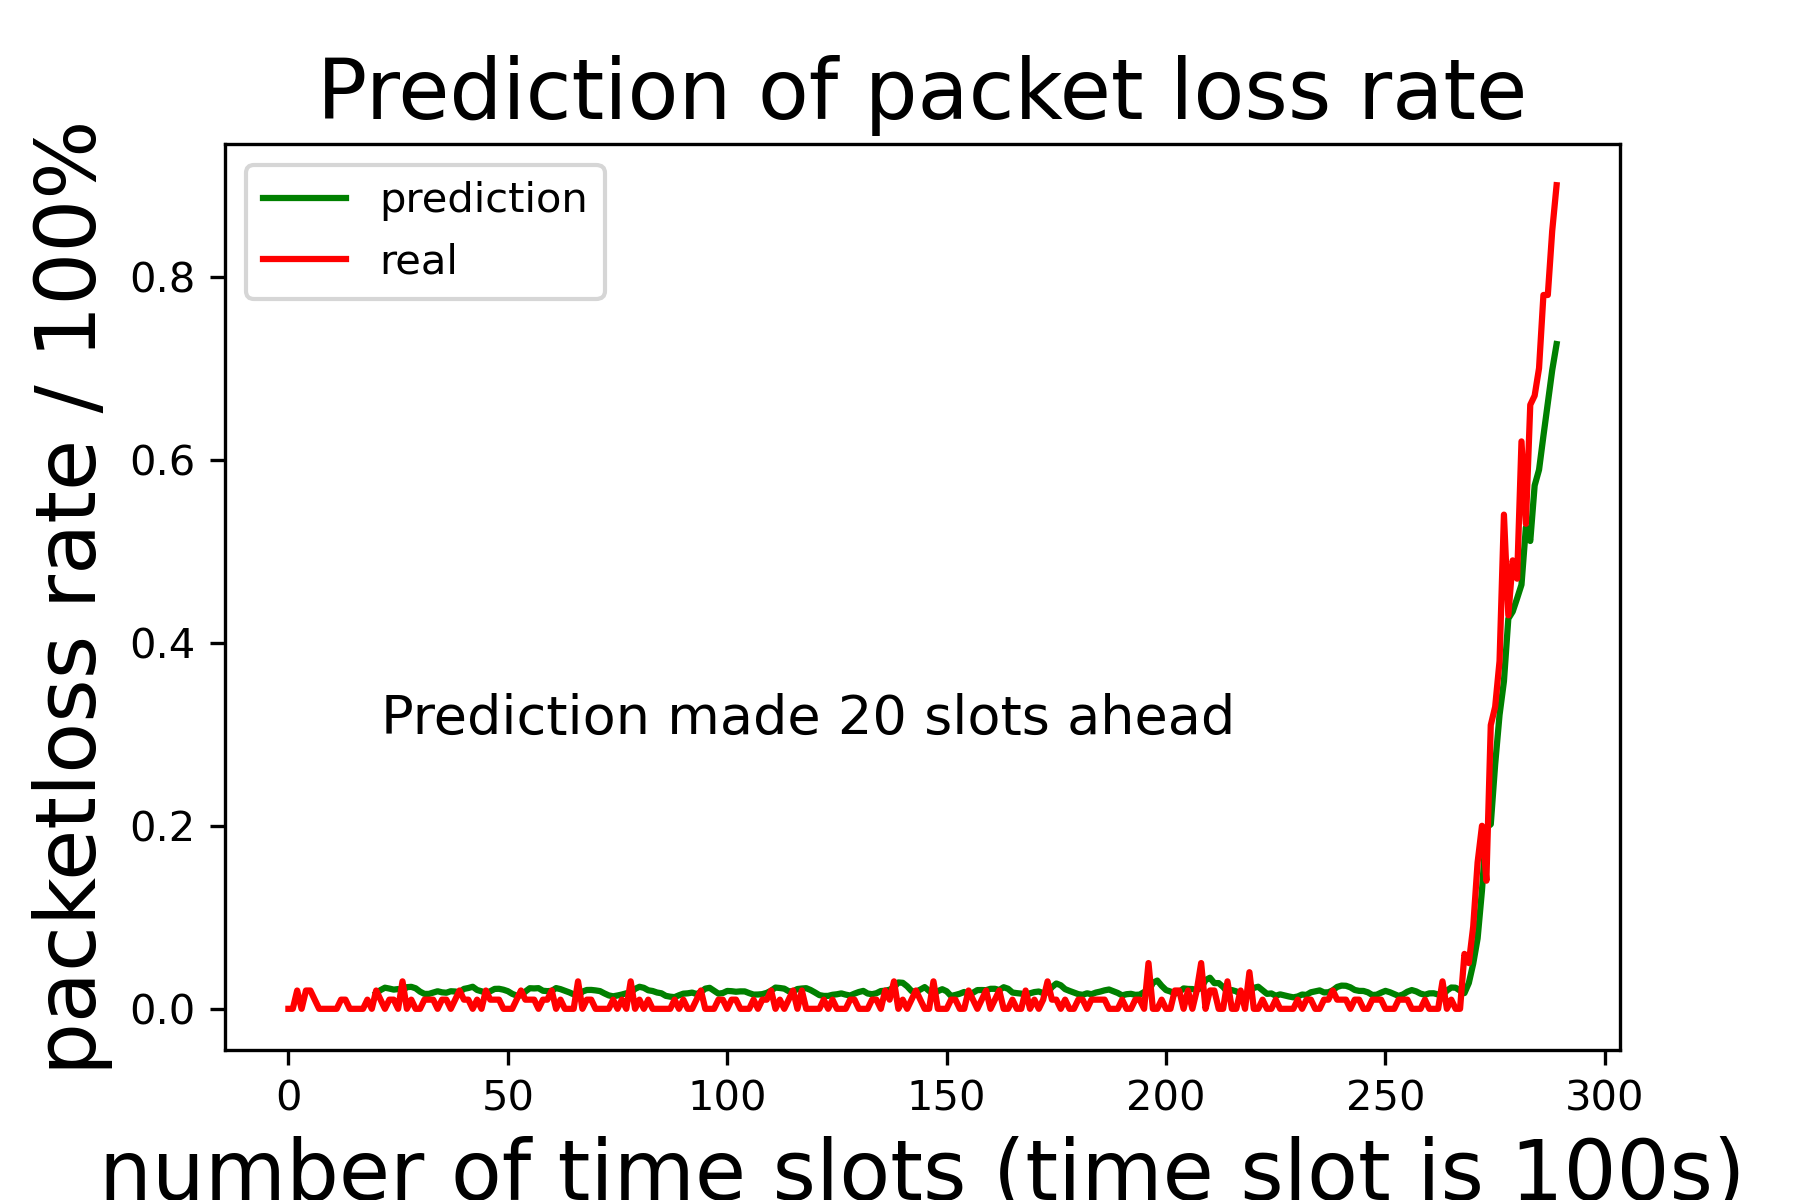 Prediction of packet loss rate
packetloss rate / 100%
prediction
real
0.8
0.6
0.4
0.2
0.0
Prediction made 20 slots ahead
0 50 100 150 200 250 300
number of time slots (time slot is 100s)